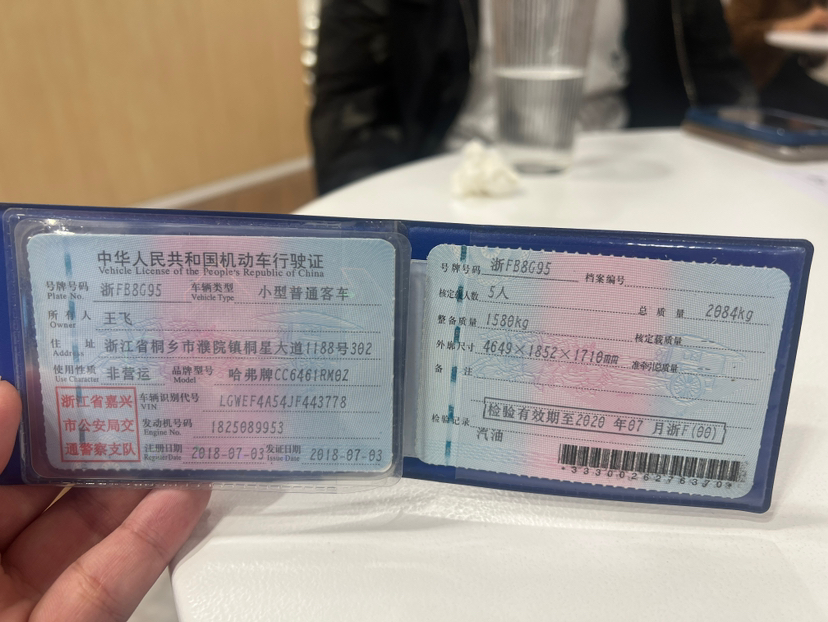 中华人民共和国机动车行驶证
Vehicle License of the People's Republic of China
号牌号码 浙FB8G95 车辆类型 小型普通客车
Plate No. Vehicle Type
所有人 王飞
Owner
住址 浙江省桐乡市濮院镇桐星大道1188号302
Address
使用性质 非营运 品牌型号 哈弗牌CC6461RM0Z
Use Character Model
浙江省嘉兴
市公安局交
通警察支队
车辆识别代号 LGWEF4A54JF443778
VIN
发动机号码 1825089953
Engine No.
注册日期 2018-07-03 发证日期 2018-07-03
Register Date Issue Date
号牌号码 浙FB8G95 档案编号
核定载人数 5人 总质量 2084kg
整备质量 1580kg 核定载质量 --
外廓尺寸 4649×1852×1710mm 准牵引总质量 --
备注
检验记录 检验有效期至2020年07月浙F(00)
汽油
*3330026276370*